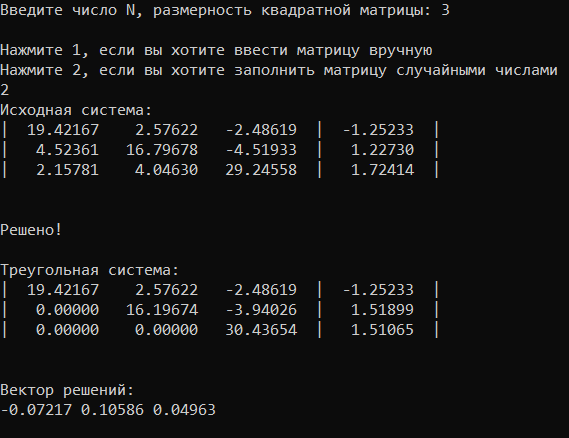 Введите число N, размерность квадратной матрицы: 3
Нажмите 1, если вы хотите ввести матрицу вручную
Нажмите 2, если вы хотите заполнить матрицу случайными числами
2
Исходная система:
| 19.42167 2.57622 -2.48619 | -1.25233 |
| 4.52361 16.79678 -4.51933 | 1.22730 |
| 2.15781 4.04630 29.24558 | 1.72414 |
Решено!
Треугольная система:
| 19.42167 2.57622 -2.48619 | -1.25233 |
| 0.00000 16.19674 -3.94026 | 1.51899 |
| 0.00000 0.00000 30.43654 | 1.51065 |
Вектор решений:
-0.07217 0.10586 0.04963